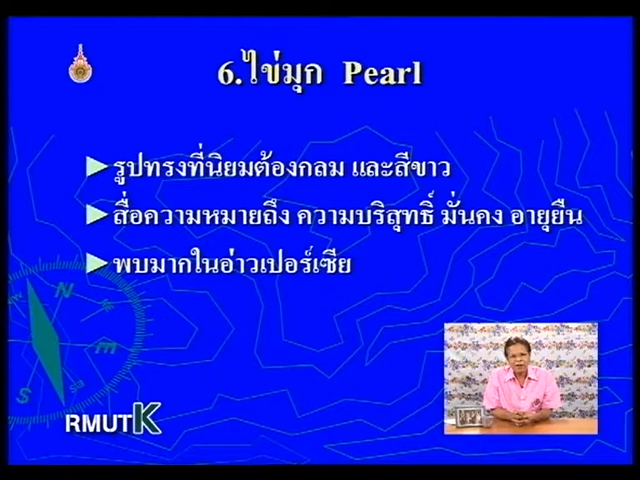 6.ไข่มุก Pearl
รูปทรงที่นิยมต้องกลม และสีขาว
สื่อความหมายถึง ความบริสุทธิ์ มั่นคง อายุยืน
พบมากในอ่าวเปอร์เซีย
N
S
RMUTK